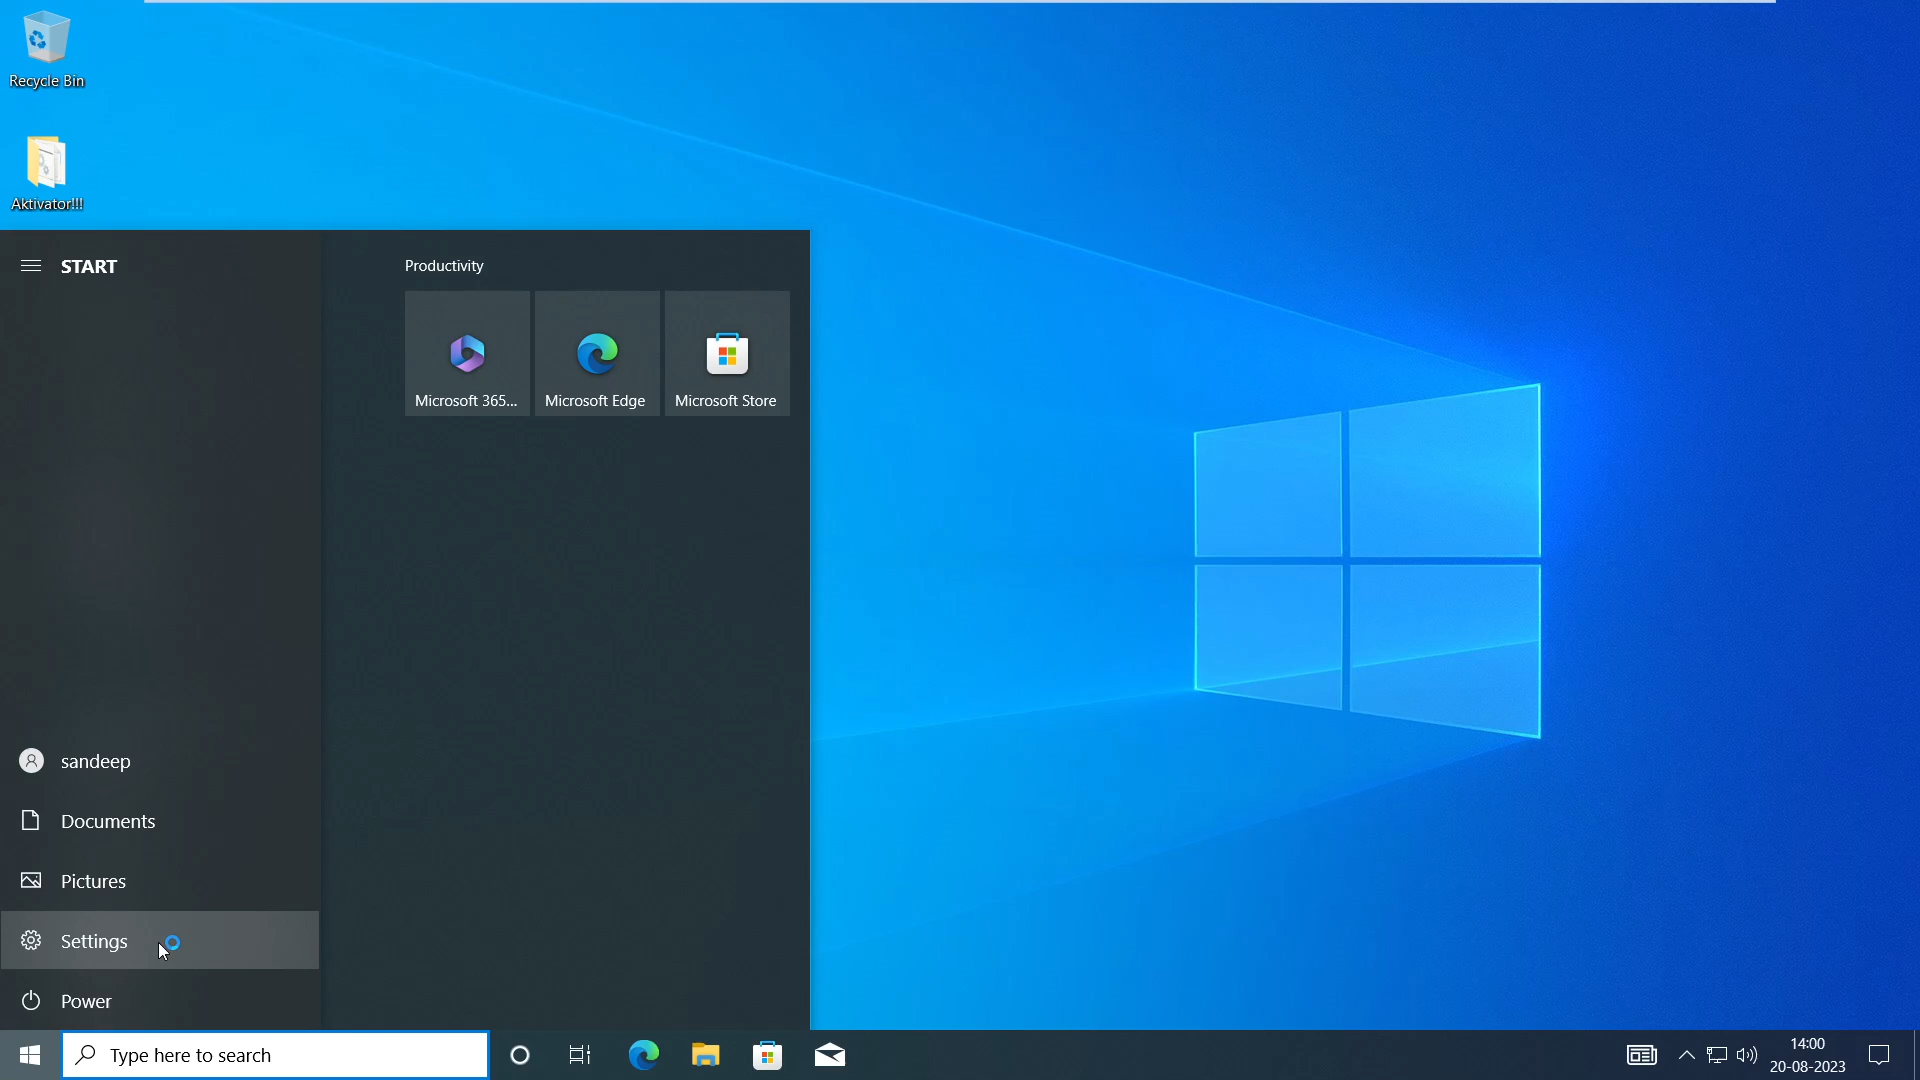 Recycle Bin
Aktivator!!!
START
Productivity
Microsoft 365...
Microsoft Edge
Microsoft Store
sandeep
Documents
Pictures
Settings
Power
Type here to search
14:00
20-08-2023